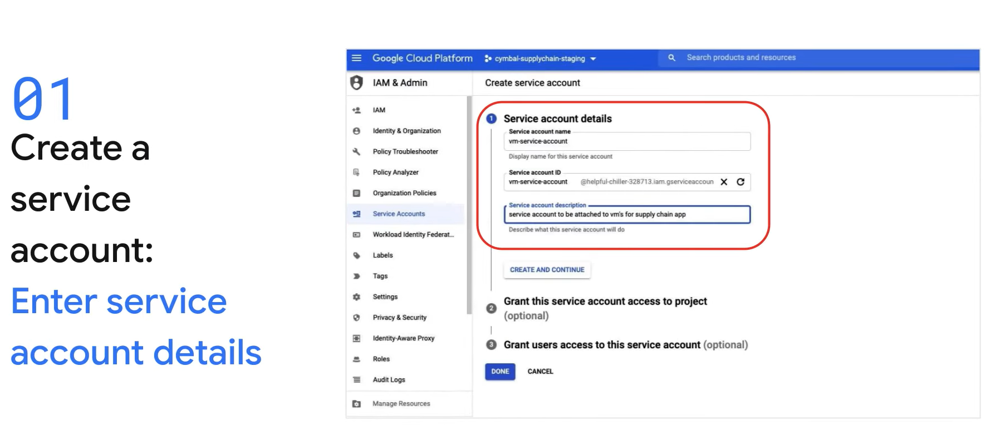 01
Create a
service
account:
Enter service
account details
Google Cloud Platform
cymbal-supplychain-staging
Search products and resources
IAM & Admin
Create service account
IAM
Identity & Organization
Policy Troubleshooter
Policy Analyzer
Organization Policies
Service Accounts
Workload Identity Federat...
Labels
Tags
Settings
Privacy & Security
Identity-Aware Proxy
Roles
Audit Logs
Manage Resources
1 Service account details
Service account name
vm-service-account
Display name for this service account
Service account ID
vm-service-account @helpful-chiller-328713.iam.gserviceaccoun
Service account description
service account to be attached to vm's for supply chain app
Describe what this service account will do
CREATE AND CONTINUE
2 Grant this service account access to project
(optional)
3 Grant users access to this service account (optional)
DONE CANCEL